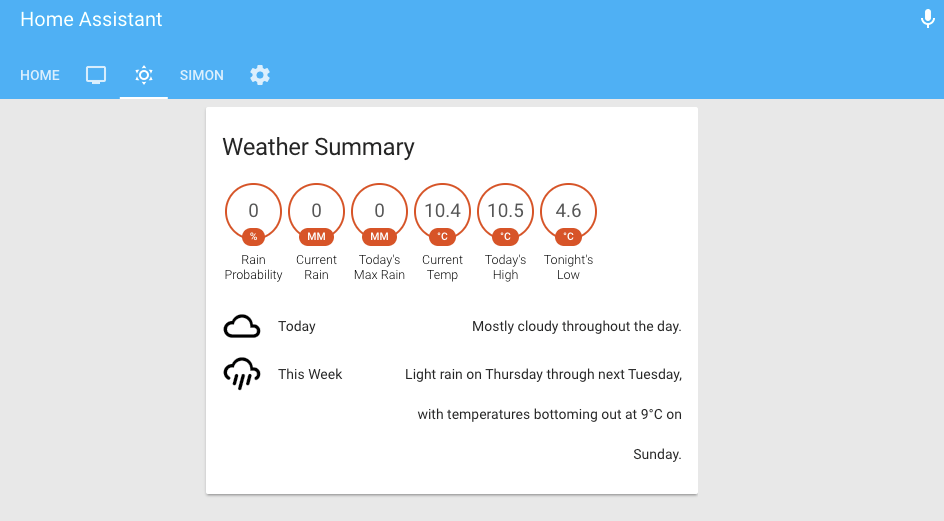 Home Assistant
HOME
SIMON
Weather Summary
0 0 0 10.4 10.5 4.6
% MM MM °C °C °C
Rain Current Today's Current Today's Tonight's
Probability Rain Max Rain Temp High Low
Today Mostly cloudy throughout the day.
This Week Light rain on Thursday through next Tuesday,
with temperatures bottoming out at 9°C on
Sunday.